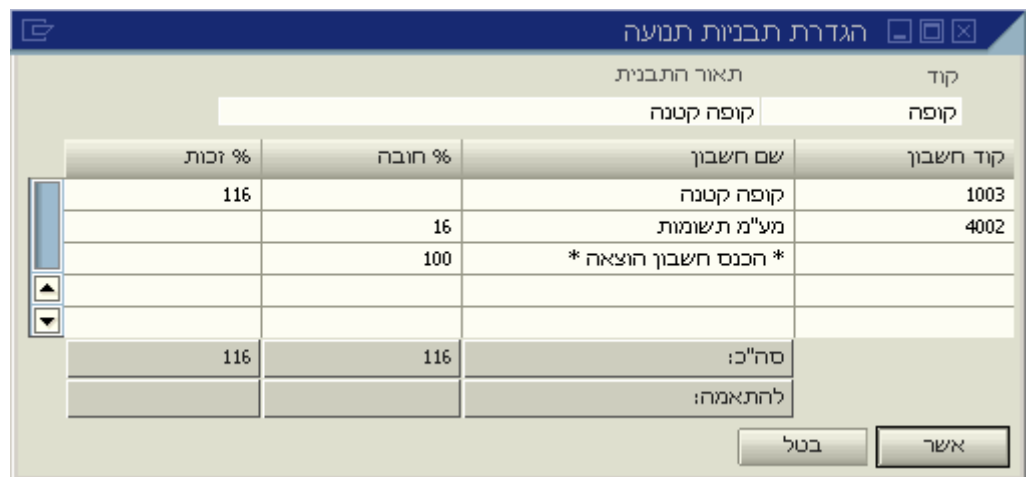 הגדרת תבניות תנועה
קוד תאור התבנית
קופה קופה קטנה
קוד חשבון שם חשבון % חובה % זכות
1003 קופה קטנה 116
4002 מע"מ תשומות 16
* הכנס חשבון הוצאה * 100
סה"כ: 116 116
להתאמה:
אשר בטל